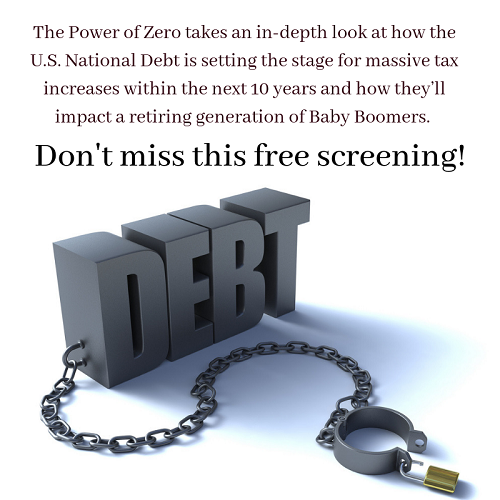 The Power of Zero takes an in-depth look at how the
U.S. National Debt is setting the stage for massive tax
increases within the next 10 years and how they’ll
impact a retiring generation of Baby Boomers.
Don't miss this free screening!
DEBT